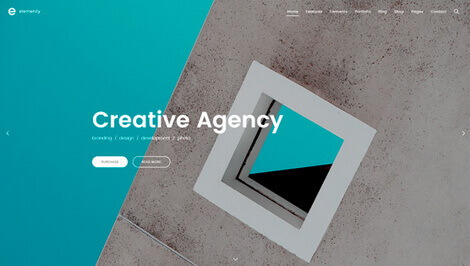 elementy
Home Features Elements Portfolio Blog Shop Pages Contact
Creative Agency
branding / design / development / photo
PURCHASE
READ MORE